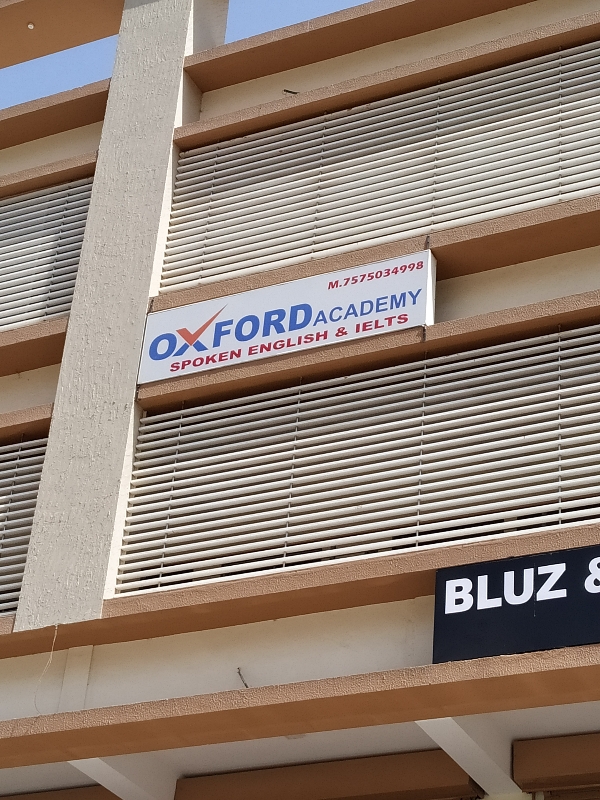 M.7575034998
OXFORD ACADEMY
SPOKEN ENGLISH & IELTS
BLUZ &